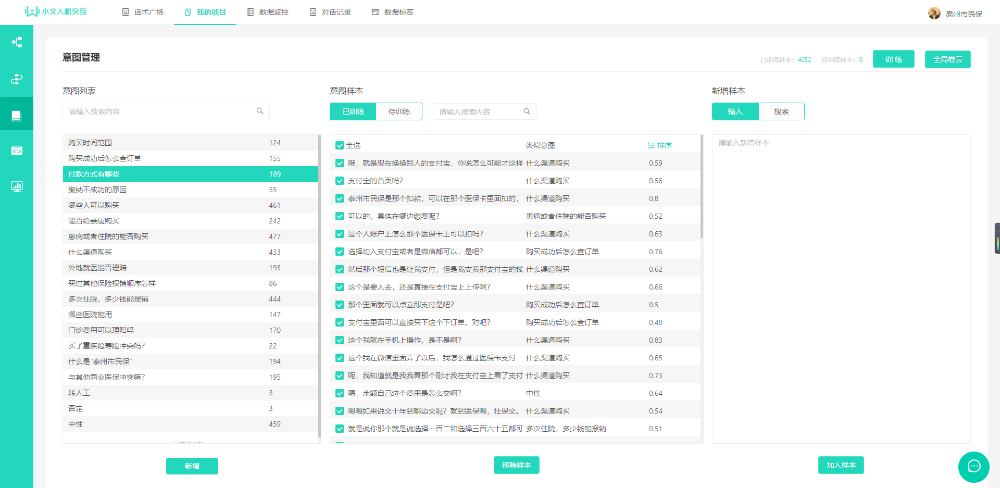 小文人机交互
话术广场
我的项目
数据监控
对话记录
数据标签
泰州市民保
意图管理
已训练样本：4052
待训练样本：0
训 练
全局卷云
意图列表
请输入搜索内容
购买时间范围 124
购买成功后怎么查订单 155
付款方式有哪些 189
缴纳不成功的原因 55
哪些人可以购买 461
能否给亲属购买 242
患病或者住院的能否购买 477
什么渠道购买 433
外地就医能否理赔 193
买过其他保险报销顺序怎样 86
多次住院，多少钱能报销 444
哪些医院能用 147
门诊费用可以理赔吗 170
买了重疾险寿险冲突吗？ 22
什么是“泰州市民保” 194
与其他商业医保冲突嘛？ 195
转人工 3
否定 3
中性 459
新增
意图样本
已训练
待训练
请输入搜索内容
全选 类似意图 排序
哦，就是现在换换别人的支付宝，你说怎么可能才这样 什么渠道购买 0.59
支付宝的首页吗？ 什么渠道购买 0.56
泰州市民保是那个扣款，可以在那个医保卡里面扣的， 什么渠道购买 0.8
可以的，具体在哪边缴费呢？ 患病或者住院的能否购买 0.52
是个人账户上怎么那个医保卡上可以扣吗？ 什么渠道购买 0.63
选择切入支付宝或者是微信都可以，是吧？ 购买成功后怎么查订单 0.76
然后那个短信也是让我支付，但是我支我那支付宝的钱 什么渠道购买 0.62
这个是要人去，还是直接在支付宝上上传啊？ 什么渠道购买 0.66
那个里面就可以点立即支付是吧？ 购买成功后怎么查订单 0.5
支付宝里面可以直接买下这个下订单，对吧？ 购买成功后怎么查订单 0.48
这个我就在手机上操作，是不是啊？ 什么渠道购买 0.83
这个我在微信里面弄了以后，我怎么通过医保卡支付 什么渠道购买 0.65
呃，我知道就是我我看那个刚才我在支付宝上看了支付 什么渠道购买 0.73
嗯，余额自己这个费用是怎么交啊？ 中性 0.64
嗯嗯如果说交十年到哪边交呢？就到医保嗯，社保交。 什么渠道购买 0.54
就是说你那个就是说选择一百二和选择三百六十五都可 多次住院，多少钱能报销 0.51
移除样本
新增样本
输入
搜索
请输入新增样本
加入样本